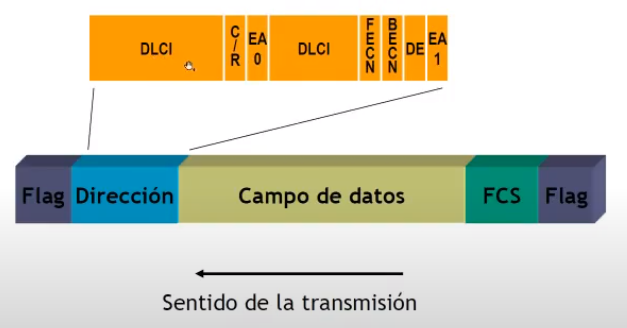 DLCI C/R EA 0 DLCI FECN BECN DE EA 1
Flag Dirección Campo de datos FCS Flag
Sentido de la transmisión